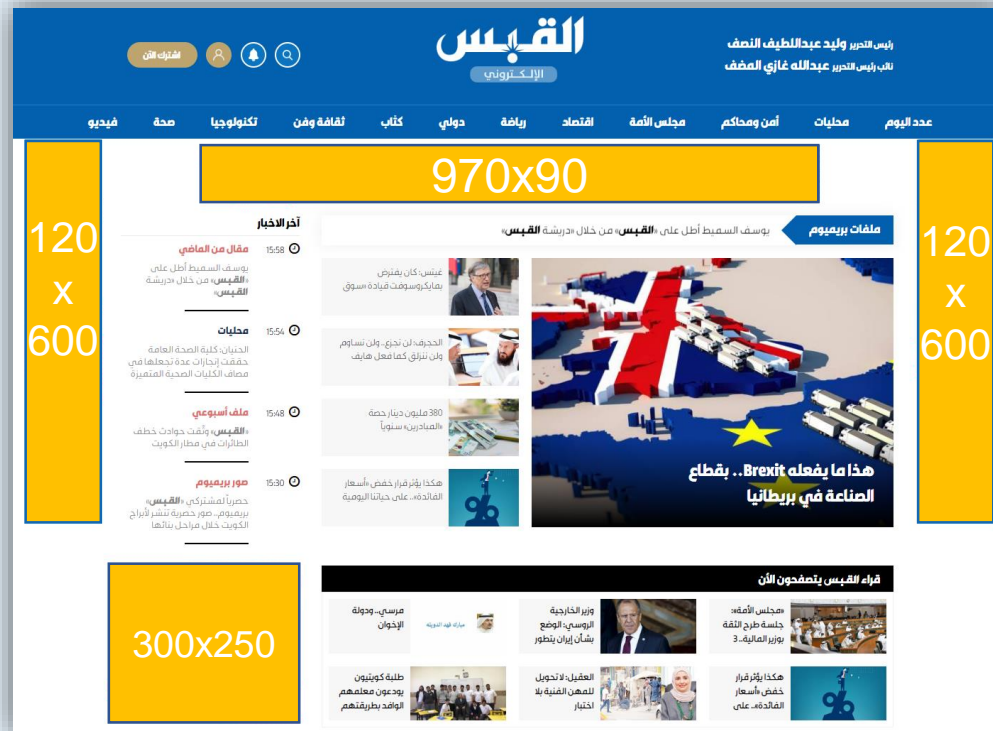 القبس
الإلكتروني
رئيس التحرير وليد عبداللطيف النصف
نائب رئيس التحرير عبدالله غازي المضف
اشترك الآن
عدد اليوم
محليات
أمن ومحاكم
مجلس الأمة
اقتصاد
رياضة
دولي
كتّاب
ثقافة وفن
تكنولوجيا
صحة
فيديو
970x90
120
x
600
120
x
600
ملفات بريميوم
يوسف السميط أطل على «القبس» من خلال «دريشة القبس»
هذا ما يفعله Brexit.. بقطاع
الصناعة في بريطانيا
غيتس: كان يفترض
بمايكروسوفت قيادة «سوق
الحجرف: لن نجزع.. ولن نساوم
ولن ننزلق كما فعل هايف
380 مليون دينار حصة
«المبادرين» سنوياً
هكذا يؤثر قرار خفض «أسعار
الفائدة».. على حياتنا اليومية
آخر الاخبار
15:58
مقال من الماضي
يوسف السميط أطل على
«القبس» من خلال «دريشة
القبس»
15:54
محليات
الحنيان: كلية الصحة العامة
حققت إنجازات عدة تجعلها في
مصاف الكليات الصحية المتميزة
15:48
ملف أسبوعي
«القبس» وثّقت حوادث خطف
الطائرات في مطار الكويت
15:30
صور بريميوم
حصرياً لمشتركي «القبس»
بريميوم.. صور حصرية تنشر لأبراج
الكويت خلال مراحل بنائها
300x250
قراء القبس يتصفحون الأن
«مجلس الأمة»:
جلسة طرح الثقة
بوزير المالية.. 3
وزير الخارجية
الروسي: الوضع
بشأن إيران يتطور
مرسي.. ودولة
الإخوان
مبارك فهد الدويله
هكذا يؤثر قرار
خفض «أسعار
الفائدة».. على
العقيل: لا تحويل
للمهن الفنية بلا
اختبار
طلبة كويتيون
يودعون معلمهم
الوافد بطريقتهم